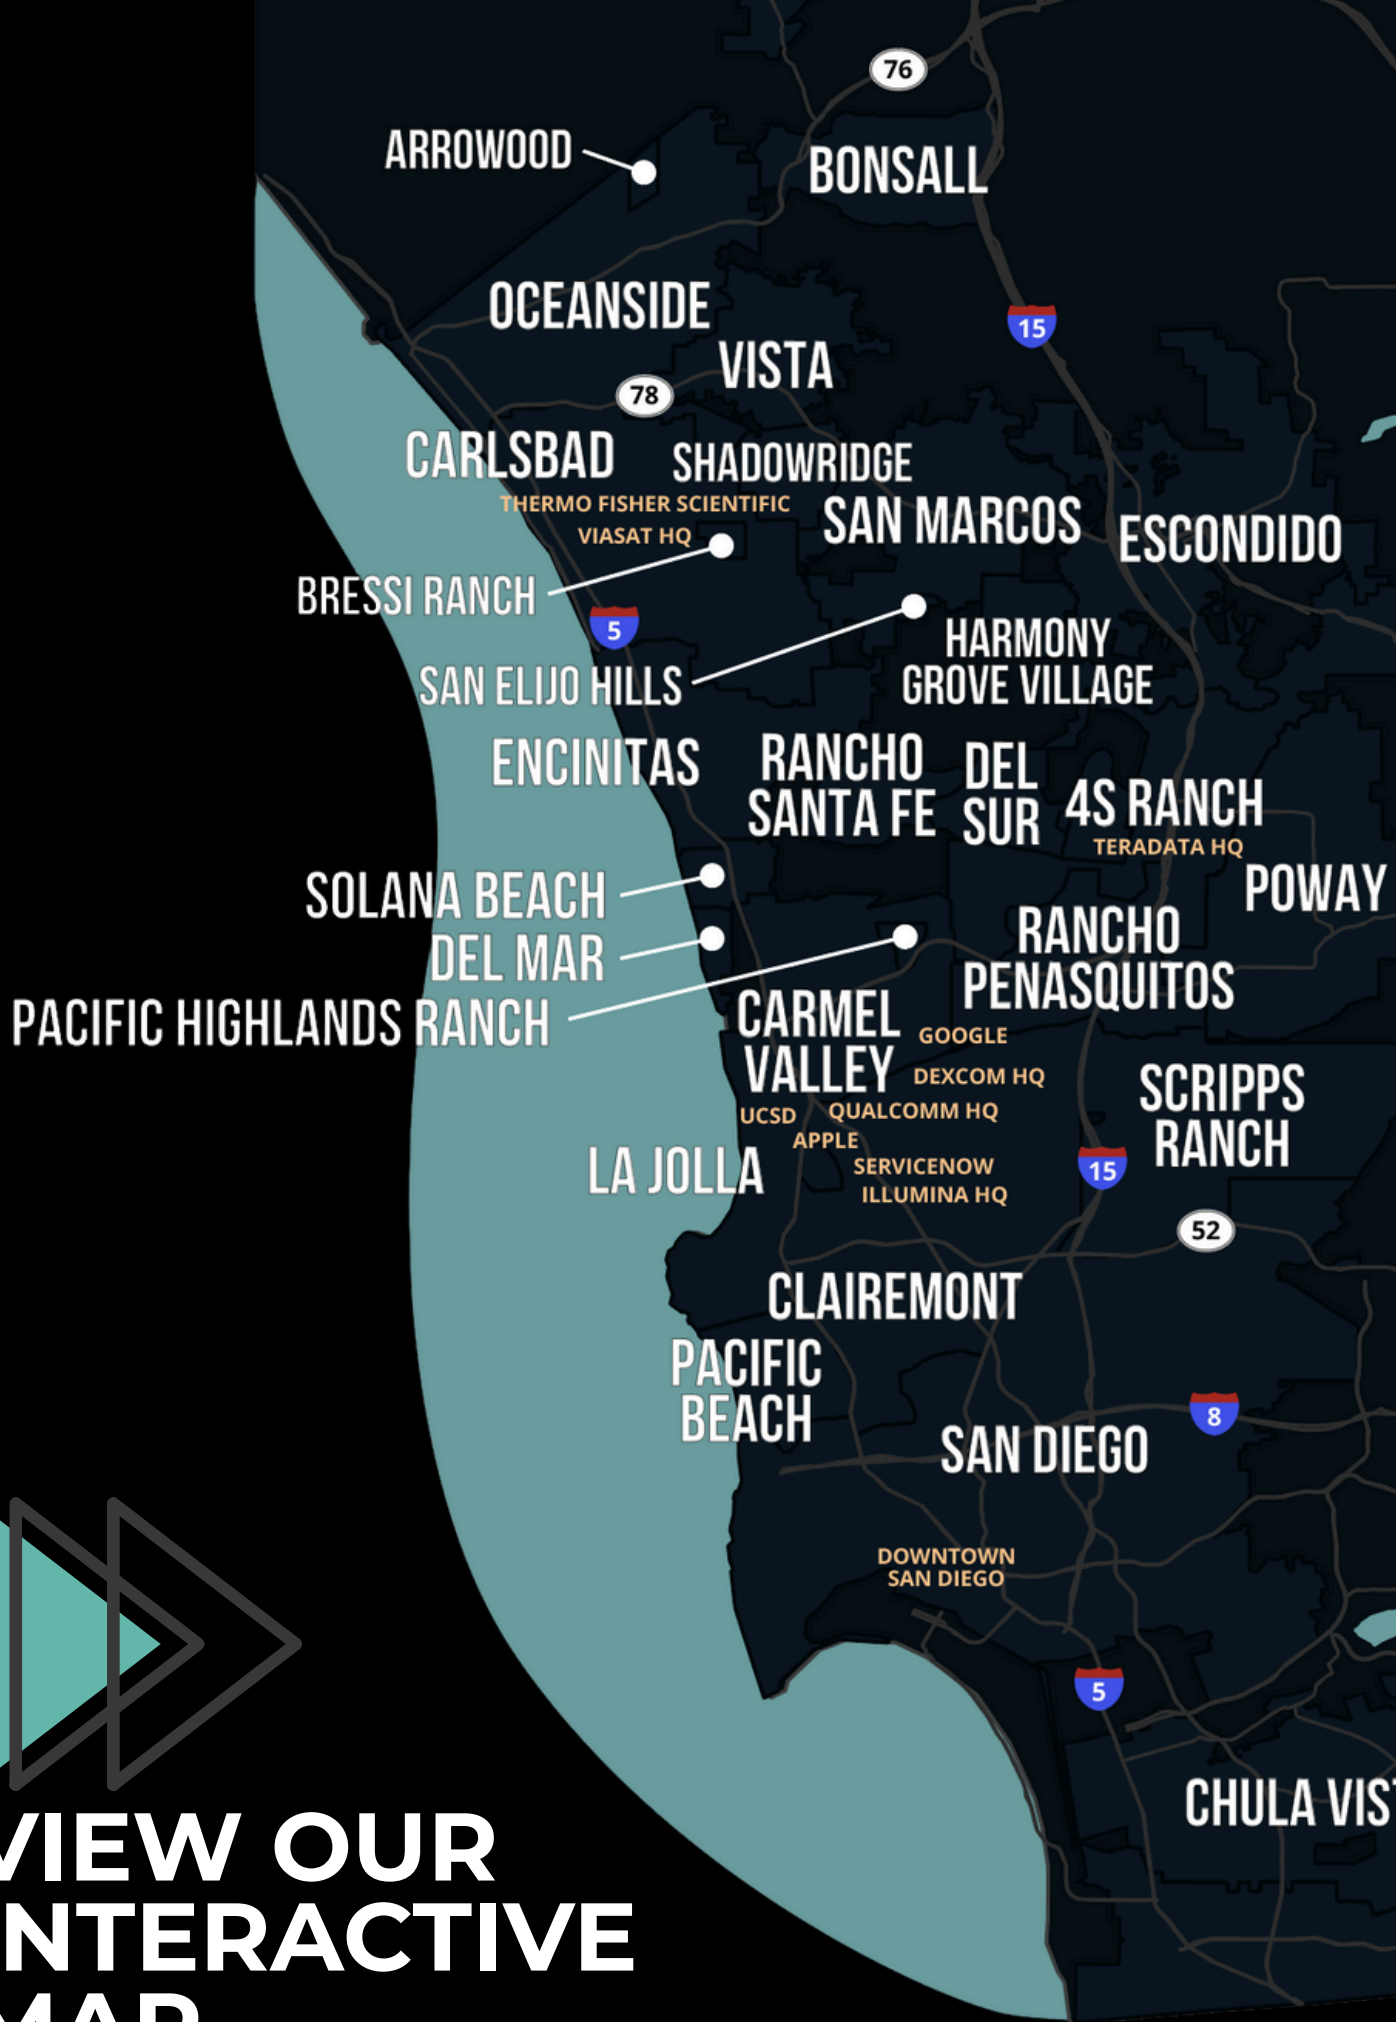 76
ARROWOOD
BONSALL
OCEANSIDE
15
VISTA
78
CARLSBAD
SHADOWRIDGE
THERMO FISHER SCIENTIFIC
SAN MARCOS
ESCONDIDO
VIASAT HQ
BRESSI RANCH
5
HARMONY
GROVE VILLAGE
SAN ELIJO HILLS
ENCINITAS
RANCHO
SANTA FE
DEL
SUR
4S RANCH
TERADATA HQ
POWAY
SOLANA BEACH
DEL MAR
RANCHO
PENASQUITOS
PACIFIC HIGHLANDS RANCH
CARMEL
VALLEY
GOOGLE
DEXCOM HQ
SCRIPPS
RANCH
UCSD
QUALCOMM HQ
APPLE
LA JOLLA
SERVICENOW
15
ILLUMINA HQ
52
CLAIREMONT
PACIFIC
BEACH
8
SAN DIEGO
DOWNTOWN
SAN DIEGO
5
CHULA VIS
VIEW OUR
NTERACTIVE
MAP